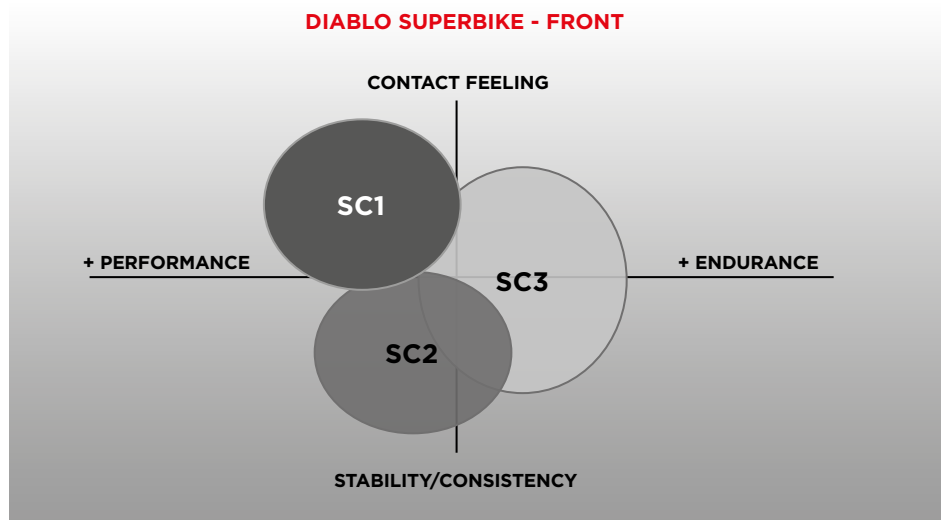 DIABLO SUPERBIKE - FRONT
CONTACT FEELING
SC1
+ PERFORMANCE
+ ENDURANCE
SC3
SC2
STABILITY/CONSISTENCY